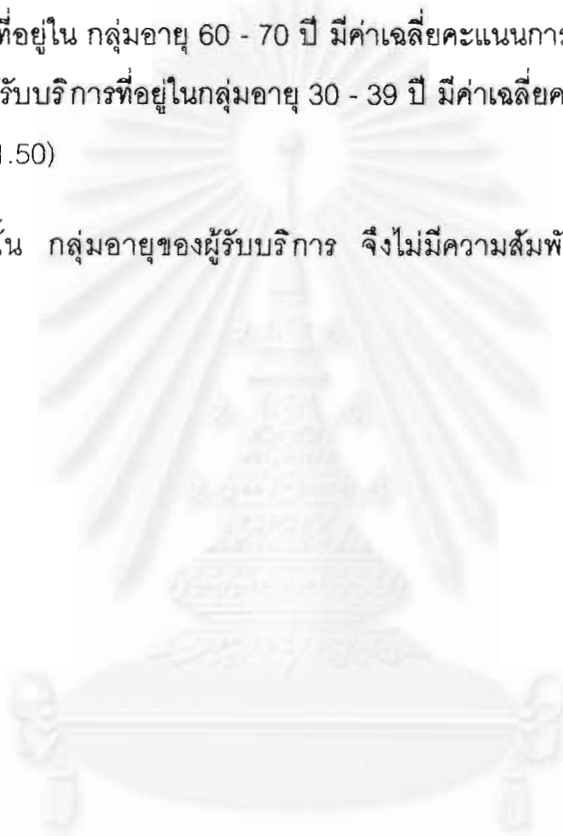 ที่อยู่ใน กลุ่มอายุ 60 - 70 ปี มีค่าเฉลี่ยคะแนนการ
รับบริการที่อยู่ในกลุ่มอายุ 30 - 39 ปี มีค่าเฉลี่ยค
.50)
ั้น กลุ่มอายุของผู้รับบริการ จึงไม่มีความสัมพั